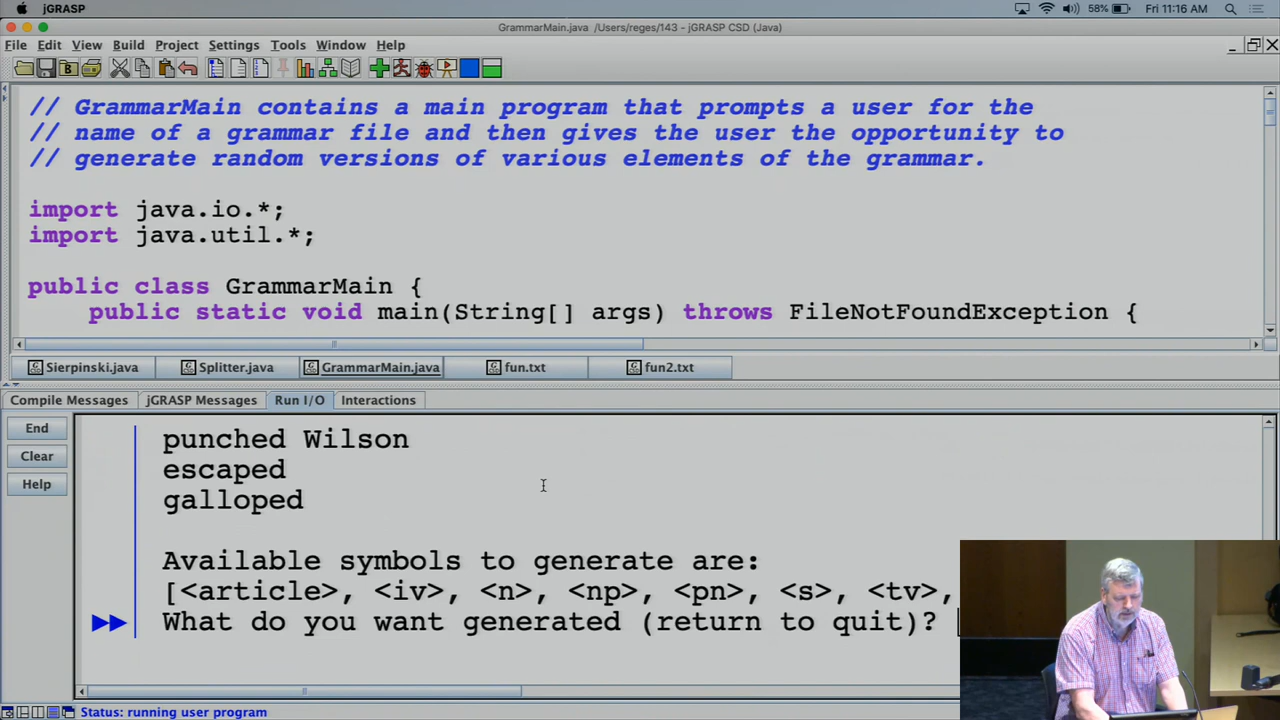 jGRASP
58%
Fri 11:16 AM
GrammarMain.java /Users/reges/143 - jGRASP CSD (Java)
File Edit View Build Project Settings Tools Window Help
// GrammarMain contains a main program that prompts a user for the
// name of a grammar file and then gives the user the opportunity to
// generate random versions of various elements of the grammar.
import java.io.*;
import java.util.*;
public class GrammarMain {
public static void main(String[] args) throws FileNotFoundException {
Sierpinski.java Splitter.java GrammarMain.java fun.txt fun2.txt
Compile Messages jGRASP Messages Run I/O Interactions
End
Clear
Help
punched Wilson
escaped
galloped
Available symbols to generate are:
[<article>, <iv>, <n>, <np>, <pn>, <s>, <tv>,
What do you want generated (return to quit)?
Status: running user program